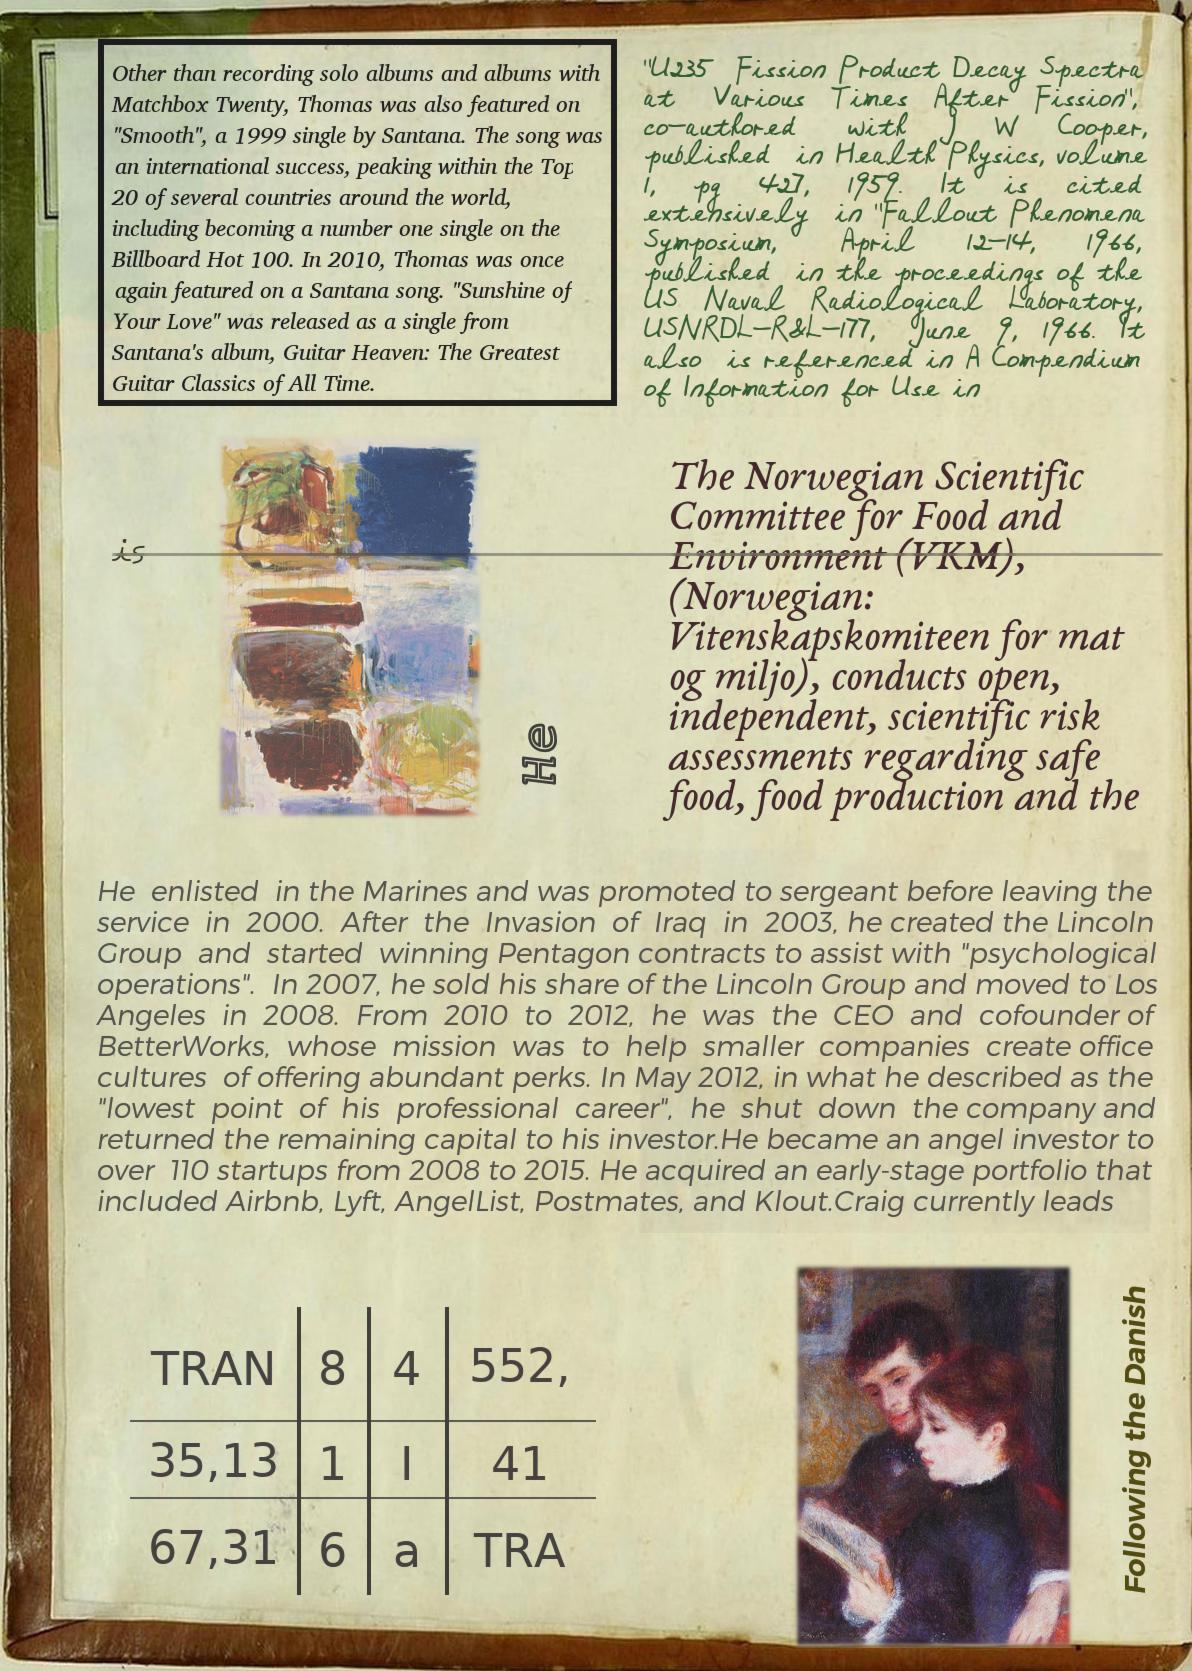 Other than recording solo albums and albums with
Matchbox Twenty, Thomas was also featured on
"Smooth", a 1999 single by Santana. The song was
an international success, peaking within the Top
20 of several countries around the world,
including becoming a number one single on the
Billboard Hot 100. In 2010, Thomas was once
again featured on a Santana song. "Sunshine of
Your Love" was released as a single from
Santana's album, Guitar Heaven: The Greatest
Guitar Classics of All Time.
"U235 Fission Product Decay Spectra
at Various Times After Fission",
co-authored with J W Cooper,
published in Health Physics, volume
1, pg 427, 1959. It is cited
extensively in "Fallout Phenomena
Symposium, April 12-14, 1966,
published in the proceedings of the
US Naval Radiological Laboratory,
USNRDL-R&L-177, June 9, 1966. It
also is referenced in A Compendium
of Information for Use in
is
He
The Norwegian Scientific
Committee for Food and
Environment (VKM),
(Norwegian:
Vitenskapskomiteen for mat
og miljo), conducts open,
independent, scientific risk
assessments regarding safe
food, food production and the
He enlisted in the Marines and was promoted to sergeant before leaving the
service in 2000. After the Invasion of Iraq in 2003, he created the Lincoln
Group and started winning Pentagon contracts to assist with "psychological
operations". In 2007, he sold his share of the Lincoln Group and moved to Los
Angeles in 2008. From 2010 to 2012, he was the CEO and cofounder of
BetterWorks, whose mission was to help smaller companies create office
cultures of offering abundant perks. In May 2012, in what he described as the
"lowest point of his professional career", he shut down the company and
returned the remaining capital to his investor.He became an angel investor to
over 110 startups from 2008 to 2015. He acquired an early-stage portfolio that
included Airbnb, Lyft, AngelList, Postmates, and Klout.Craig currently leads
TRAN 8 4 552,
35,13 1 I 41
67,31 6 a TRA
Following the Danish